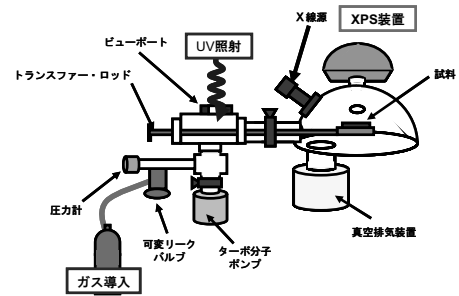 X線源
XPS装置
ビューポート
UV照射
トランスファー・ロッド
試料
圧力計
可変リーク
バルブ
ターボ分子
ポンプ
真空排気装置
ガス導入